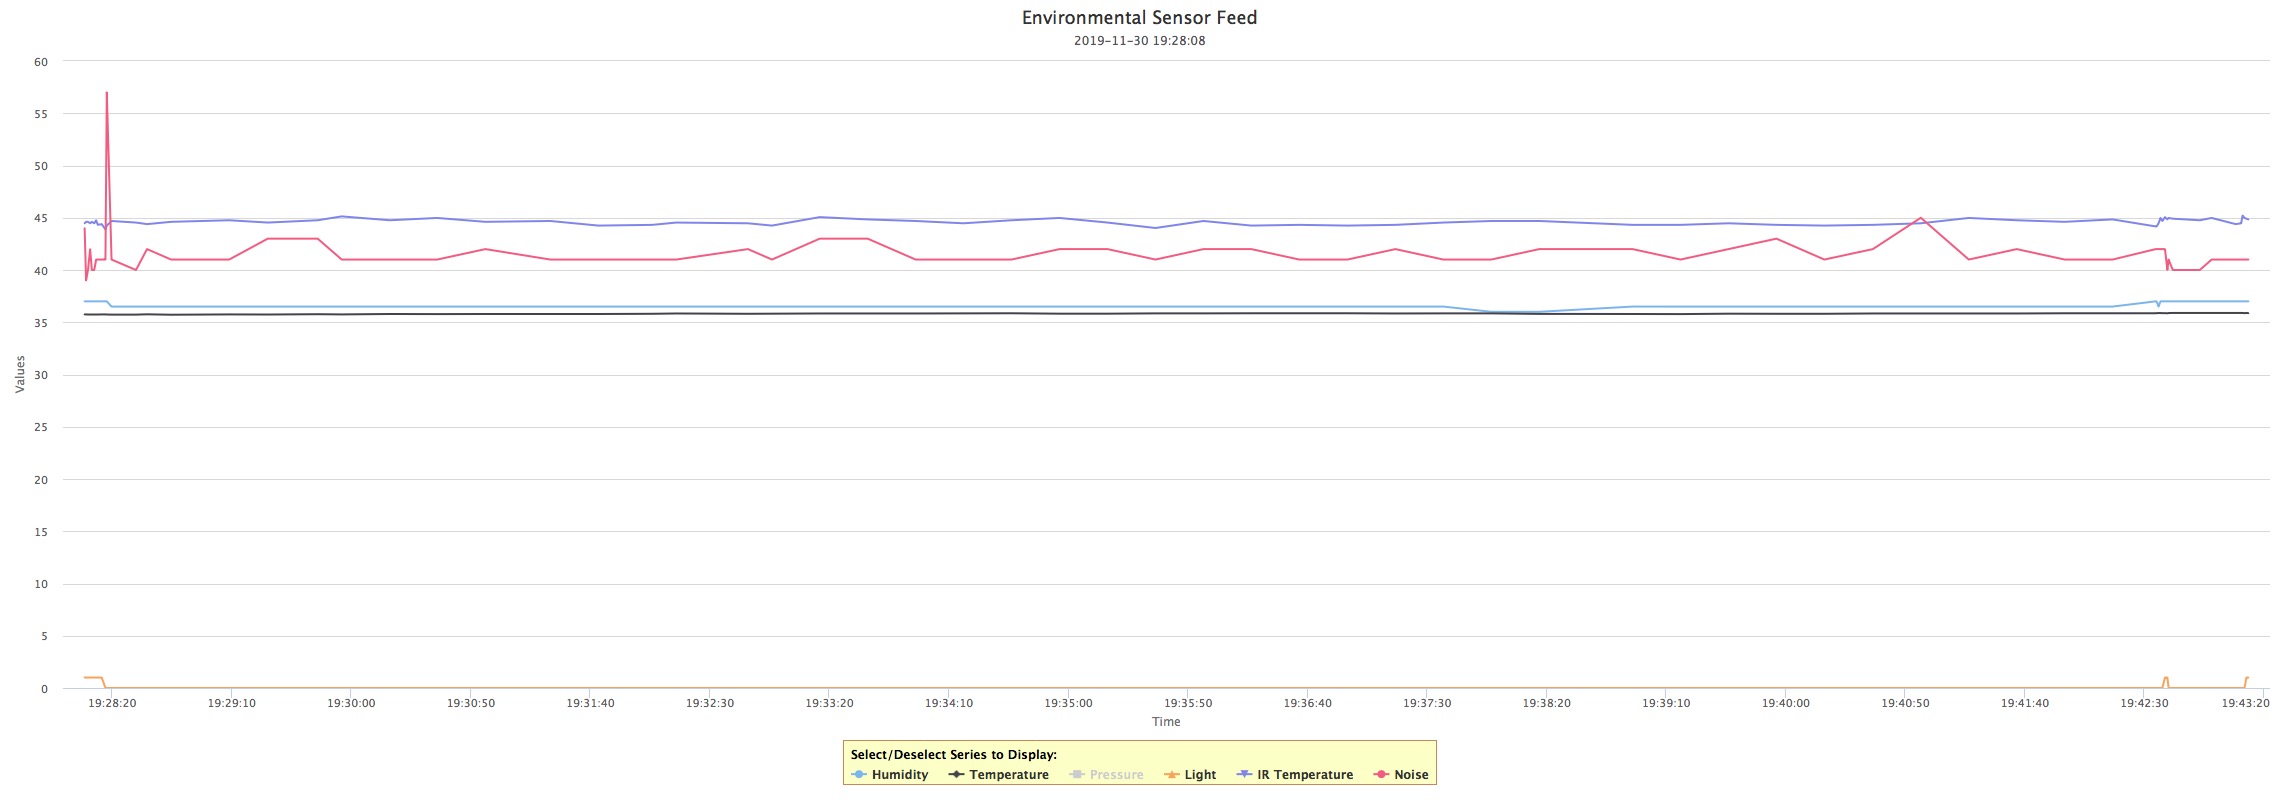 Environmental Sensor Feed
2019-11-30 19:28:08
60
55
50
45
40
35
30
25
20
15
10
5
0
Values
19:28:20 19:29:10 19:30:00 19:30:50 19:31:40 19:32:30 19:33:20 19:34:10 19:35:00 19:35:50 19:36:40 19:37:30 19:38:20 19:39:10 19:40:00 19:40:50 19:41:40 19:42:30 19:43:20
Time
Select/Deselect Series to Display:
Humidity Temperature Pressure Light IR Temperature Noise